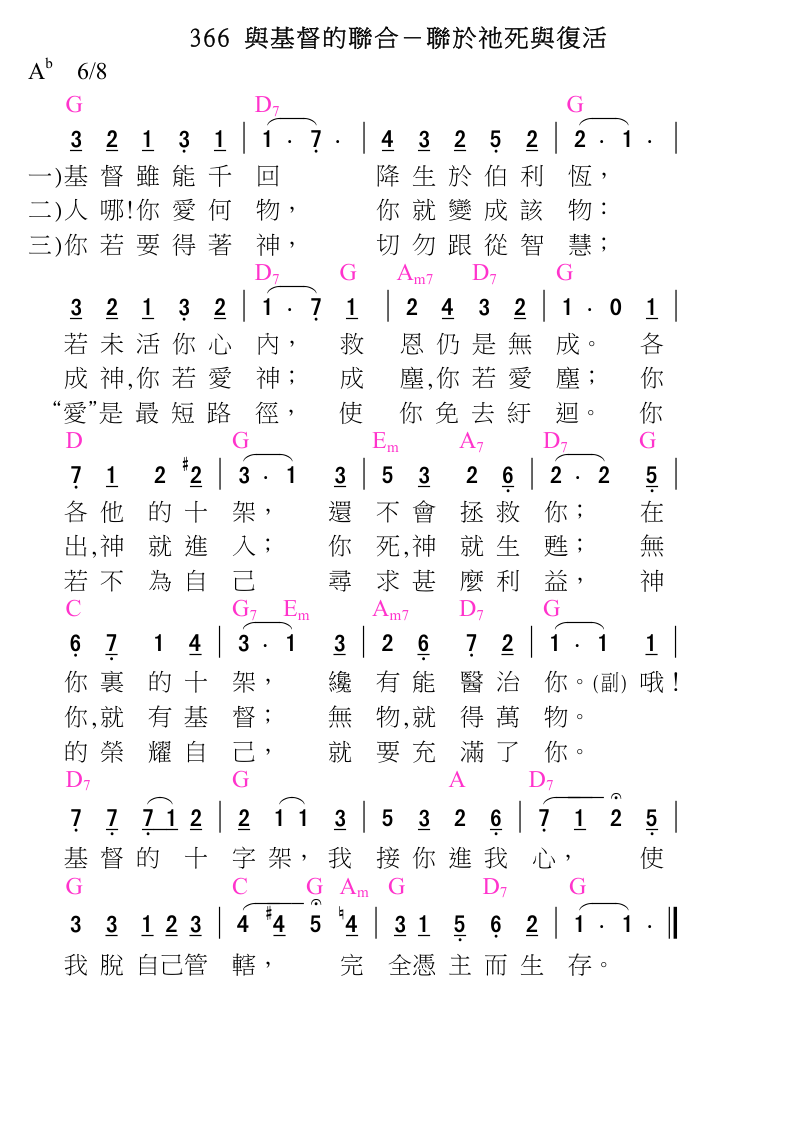 366 與基督的聯合－聯於祂死與復活
A♭ 6/8
G D7 G
3 2 1 3 1 | 1 · 7 · | 4 3 2 5 2 | 2 · 1 · |
一)基督雖能千回 降生於伯利恆，
二)人哪!你愛何物， 你就變成該物：
三)你若要得著神， 切勿跟從智慧；
D7 G Am7 D7 G
3 2 1 3 2 | 1 · 7 1 | 2 4 3 2 | 1 · 0 1 |
若未活你心內， 救恩仍是無成。 各
成神,你若愛神； 成塵,你若愛塵； 你
“愛”是最短路徑， 使你免去紆迴。 你
D G Em A7 D7 G
7 1 2 #2 | 3 · 1 3 | 5 3 2 6 | 2 · 2 5 |
各他的十架， 還不會拯救你； 在
出,神就進入； 你死,神就生甦； 無
若不為自己 尋求甚麼利益， 神
C G7 Em Am7 D7 G
6 7 1 4 | 3 · 1 3 | 2 6 7 2 | 1 · 1 1 |
你裏的十架， 纔有能醫治你。(副) 哦！
你,就有基督； 無物,就得萬物。
的榮耀自己， 就要充滿了你。
D7 G A D7
7 7 7 1 2 | 2 1 1 3 | 5 3 2 6 | 7 1 2 5 |
基督的十字架，我接你進我心， 使
G C G Am G D7 G
3 3 1 2 3 | 4 #4 5 ♮4 | 3 1 5 6 2 | 1 · 1 · ‖
我脫自己管轄， 完全憑主而生存。